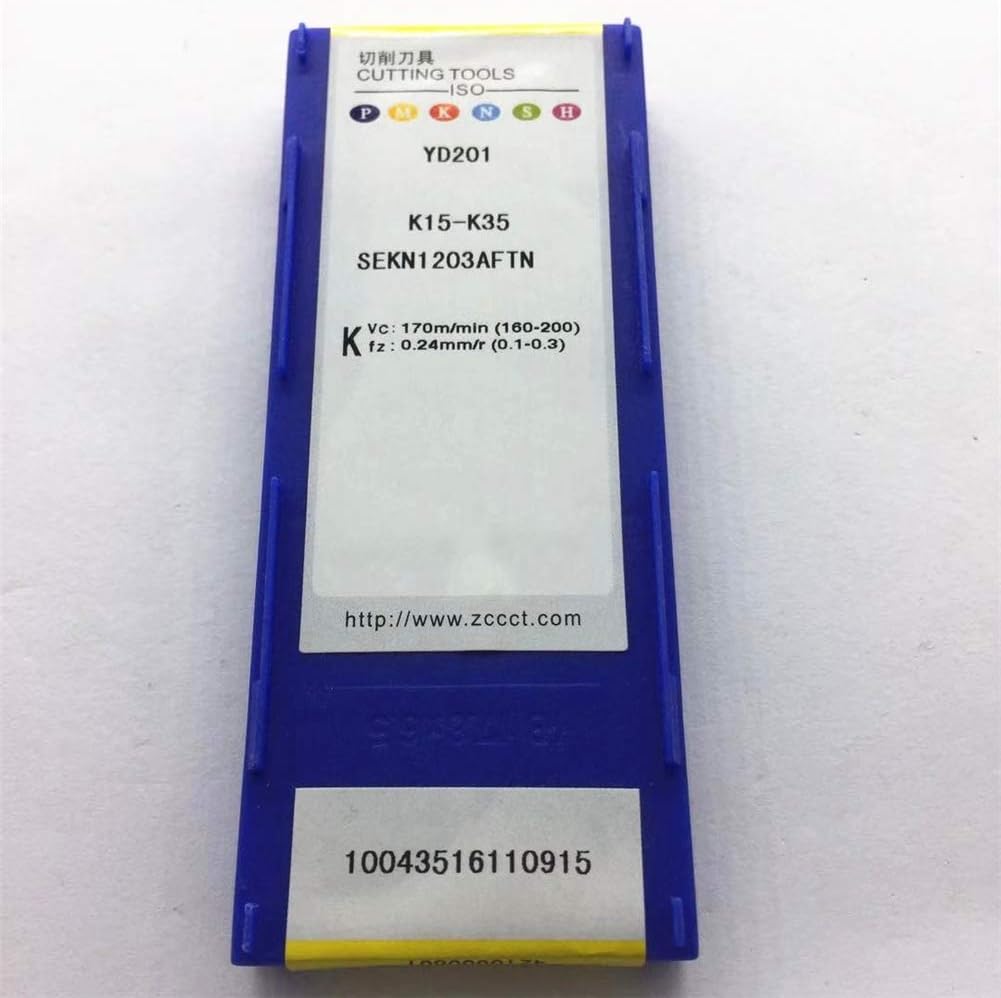 切削刀具
CUTTING TOOLS
ISO
P M K N S H
YD201
K15-K35
SEKN1203AFTN
K Vc: 170m/min (160-200)
fz: 0.24mm/r (0.1-0.3)
http://www.zccct.com
10043516110915